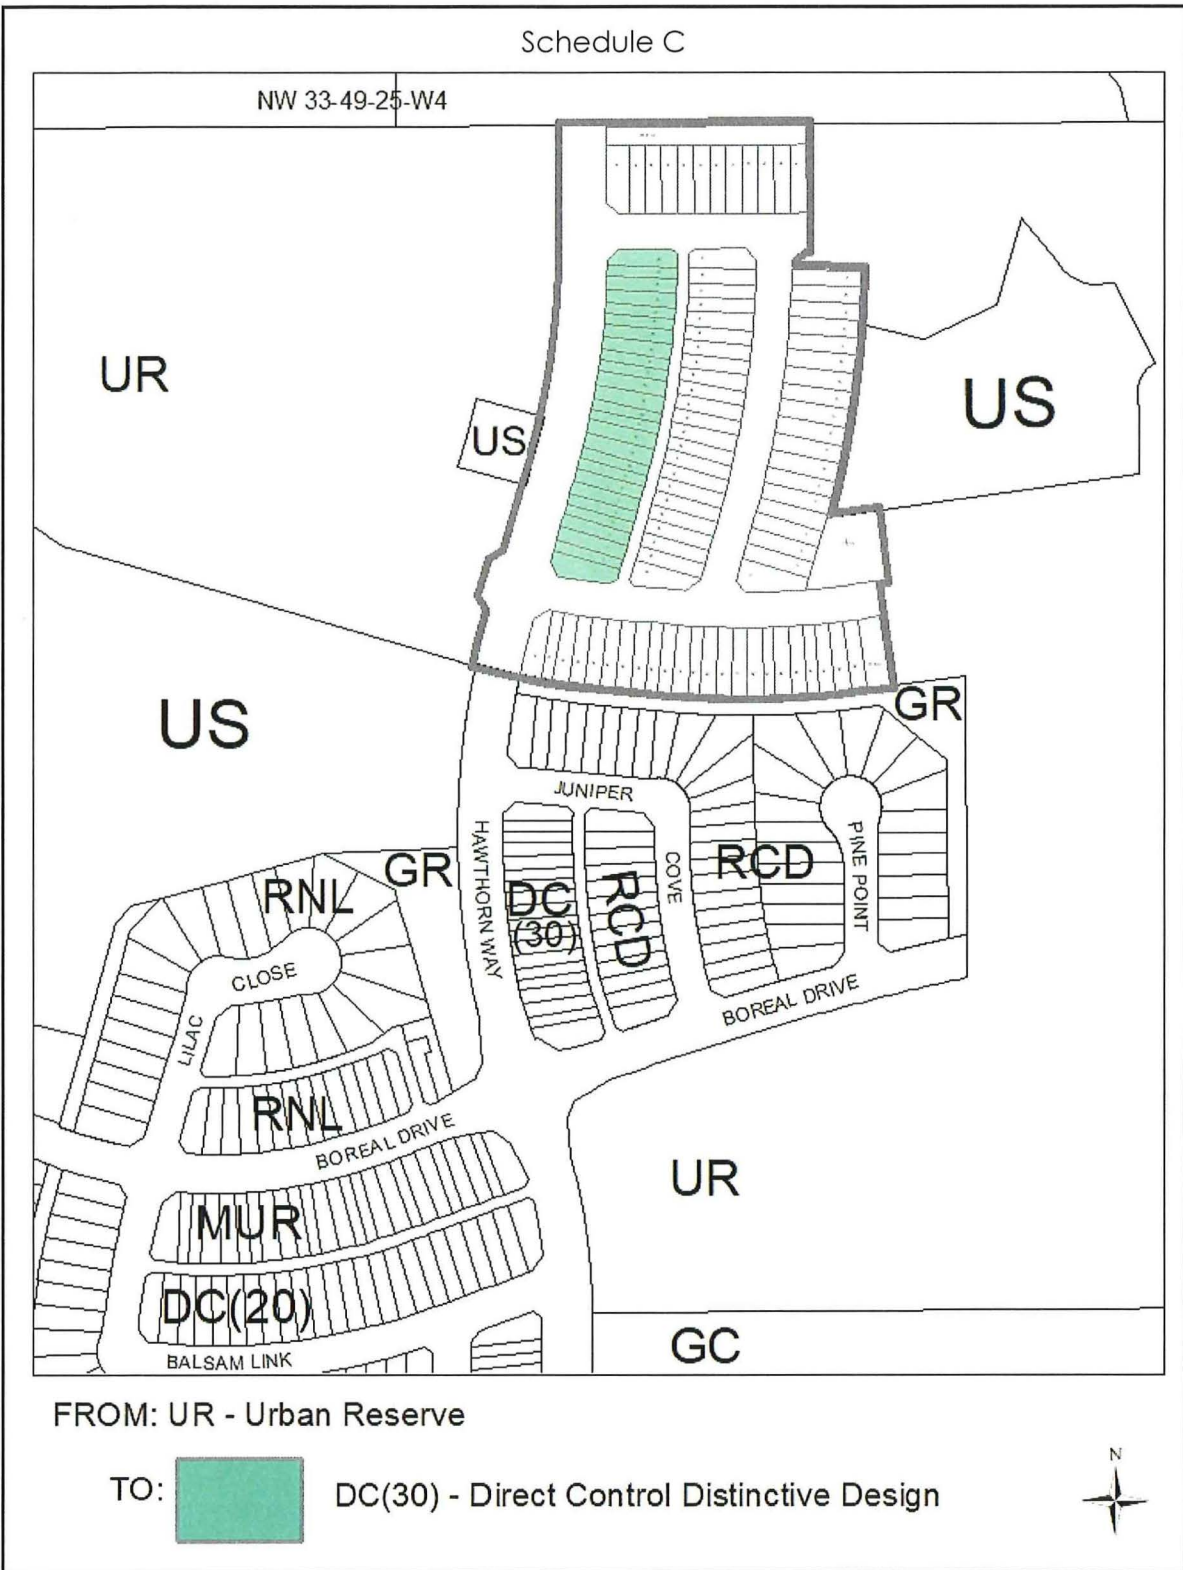 Schedule C
NW 33-49-25-W4
UR
US
US
US
GR
JUNIPER
HAWTHORN WAY
COVE
PINE POINT
GR
RNL
DC
(30)
RCD
RCD
CLOSE
LILAC
BOREAL DRIVE
RNL
BOREAL DRIVE
MUR
UR
DC(20)
BALSAM LINK
GC
FROM: UR - Urban Reserve
TO:
DC(30) - Direct Control Distinctive Design
N